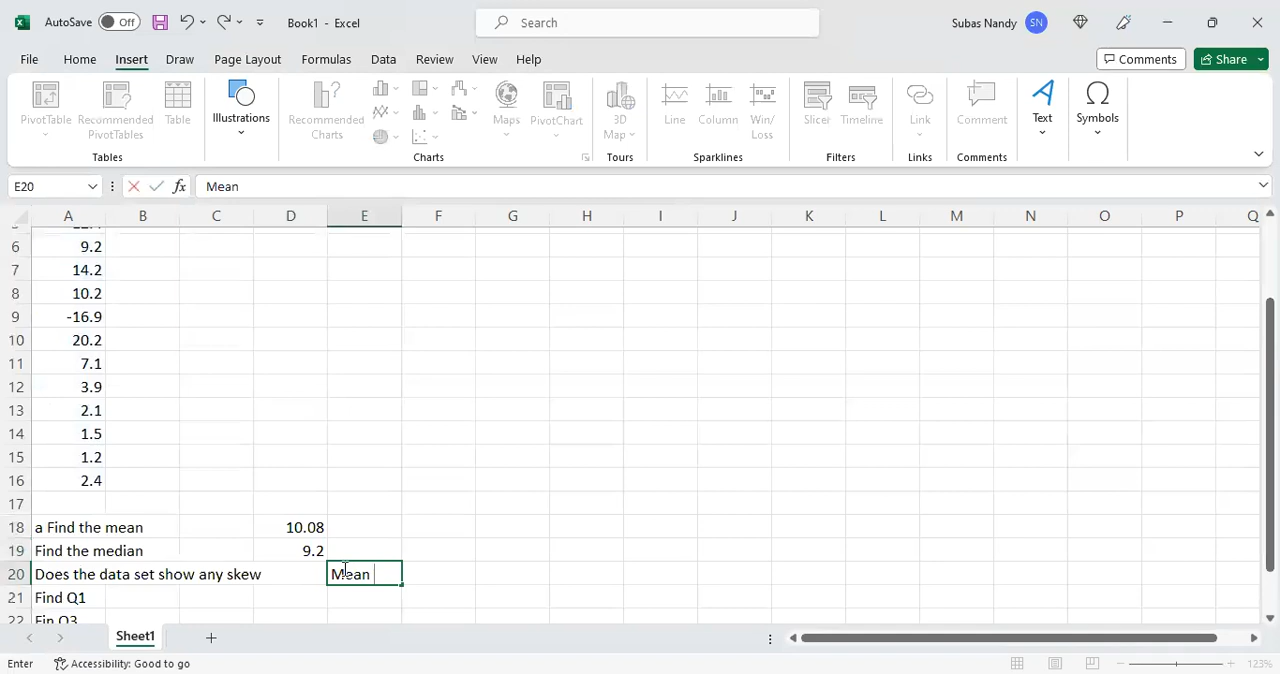 AutoSave Off Book1 - Excel Search Subas Nandy SN
File Home Insert Draw Page Layout Formulas Data Review View Help Comments Share
PivotTable Recommended PivotTables Table Illustrations Recommended Charts Maps PivotChart 3D Map Line Column Win/Loss Slicer Timeline Link Comment Text Symbols
Tables Charts Tours Sparklines Filters Links Comments
E20 fx Mean
A B C D E F G H I J K L M N O P Q
6 9.2
7 14.2
8 10.2
9 -16.9
10 20.2
11 7.1
12 3.9
13 2.1
14 1.5
15 1.2
16 2.4
17
18 a Find the mean 10.08
19 Find the median 9.2
20 Does the data set show any skew Mean
21 Find Q1
22 Fin Q3
Sheet1
Enter Accessibility: Good to go 123%